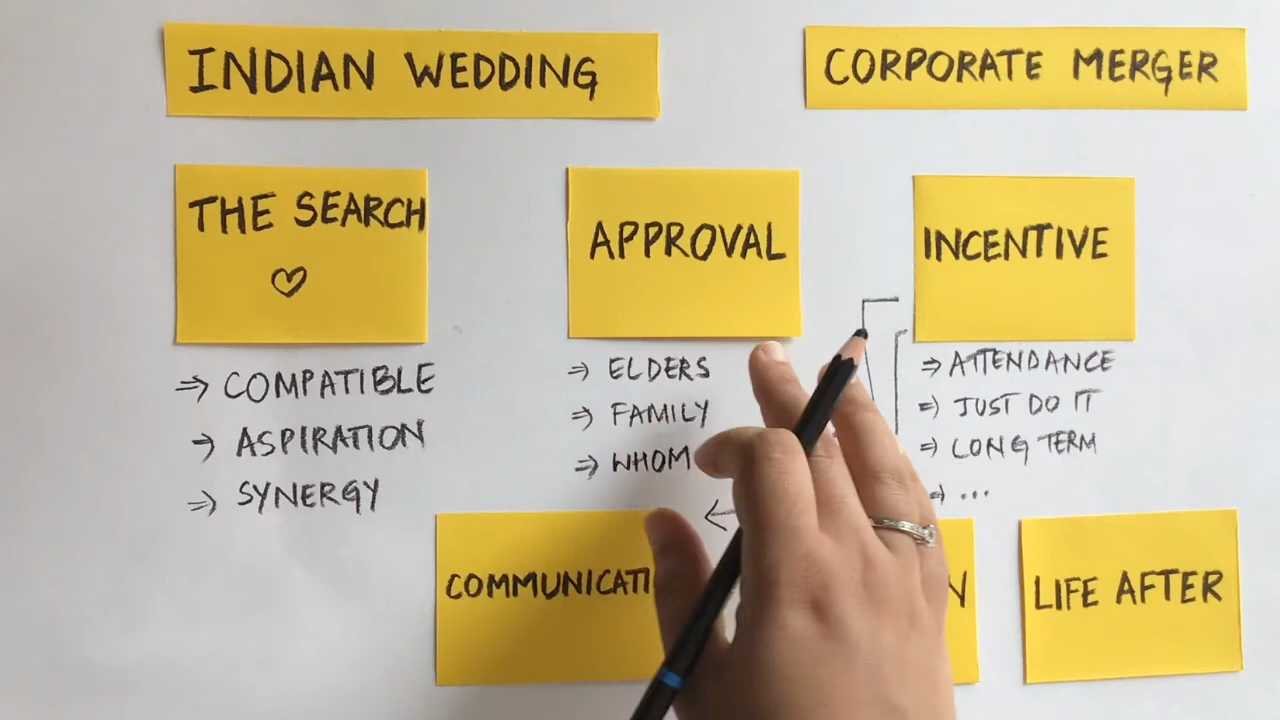 INDIAN WEDDING
CORPORATE MERGER
THE SEARCH
⇒ COMPATIBLE
⇒ ASPIRATION
⇒ SYNERGY
APPROVAL
⇒ ELDERS
⇒ FAMILY
⇒ WHOM
INCENTIVE
⇒ ATTENDANCE
⇒ JUST DO IT
⇒ LONG TERM
⇒ ...
LIFE AFTER